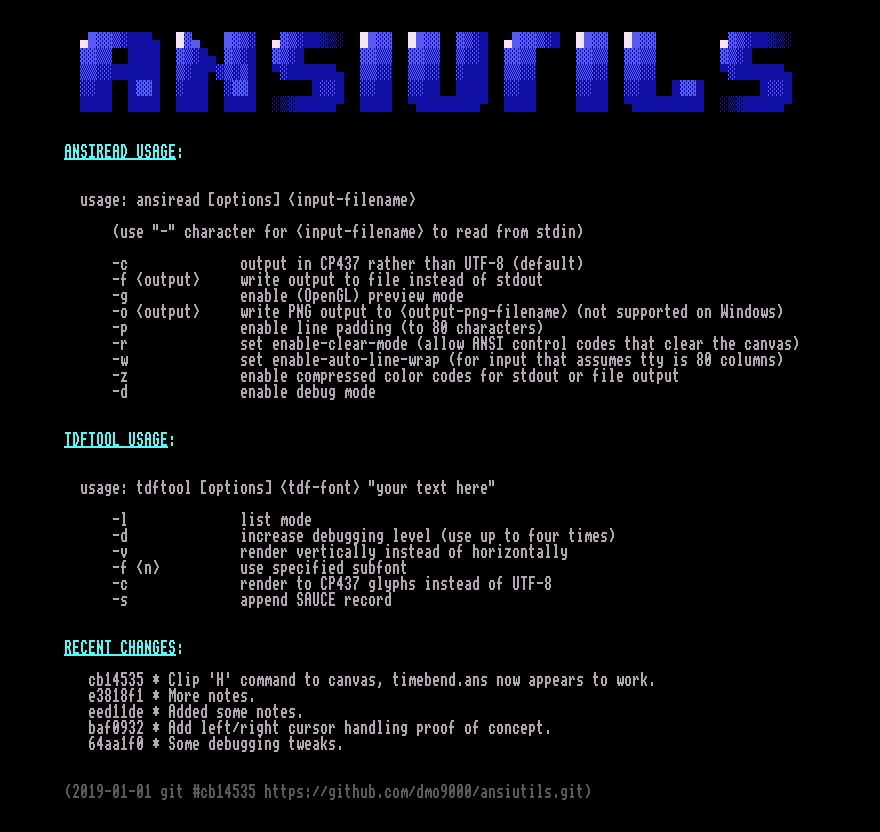 ANSIUTILS
ANSIREAD USAGE:
usage: ansiread [options] <input-filename>
(use "-" character for <input-filename> to read from stdin)
-c output in CP437 rather than UTF-8 (default)
-f <output> write output to file instead of stdout
-g enable (OpenGL) preview mode
-o <output> write PNG output to <output-png-filename> (not supported on Windows)
-p enable line padding (to 80 characters)
-r set enable-clear-mode (allow ANSI control codes that clear the canvas)
-w set enable-auto-line-wrap (for input that assumes tty is 80 columns)
-z enable compressed color codes for stdout or file output
-d enable debug mode
TDFTOOL USAGE:
usage: tdftool [options] <tdf-font> "your text here"
-l list mode
-d increase debugging level (use up to four times)
-v render vertically instead of horizontally
-f <n> use specified subfont
-c render to CP437 glyphs instead of UTF-8
-s append SAUCE record
RECENT CHANGES:
cb14535 * Clip 'H' command to canvas, timebend.ans now appears to work.
e3818f1 * More notes.
eed11de * Added some notes.
baf0932 * Add left/right cursor handling proof of concept.
64aa1f0 * Some debugging tweaks.
(2019-01-01 git #cb14535 https://github.com/dmo9000/ansiutils.git)